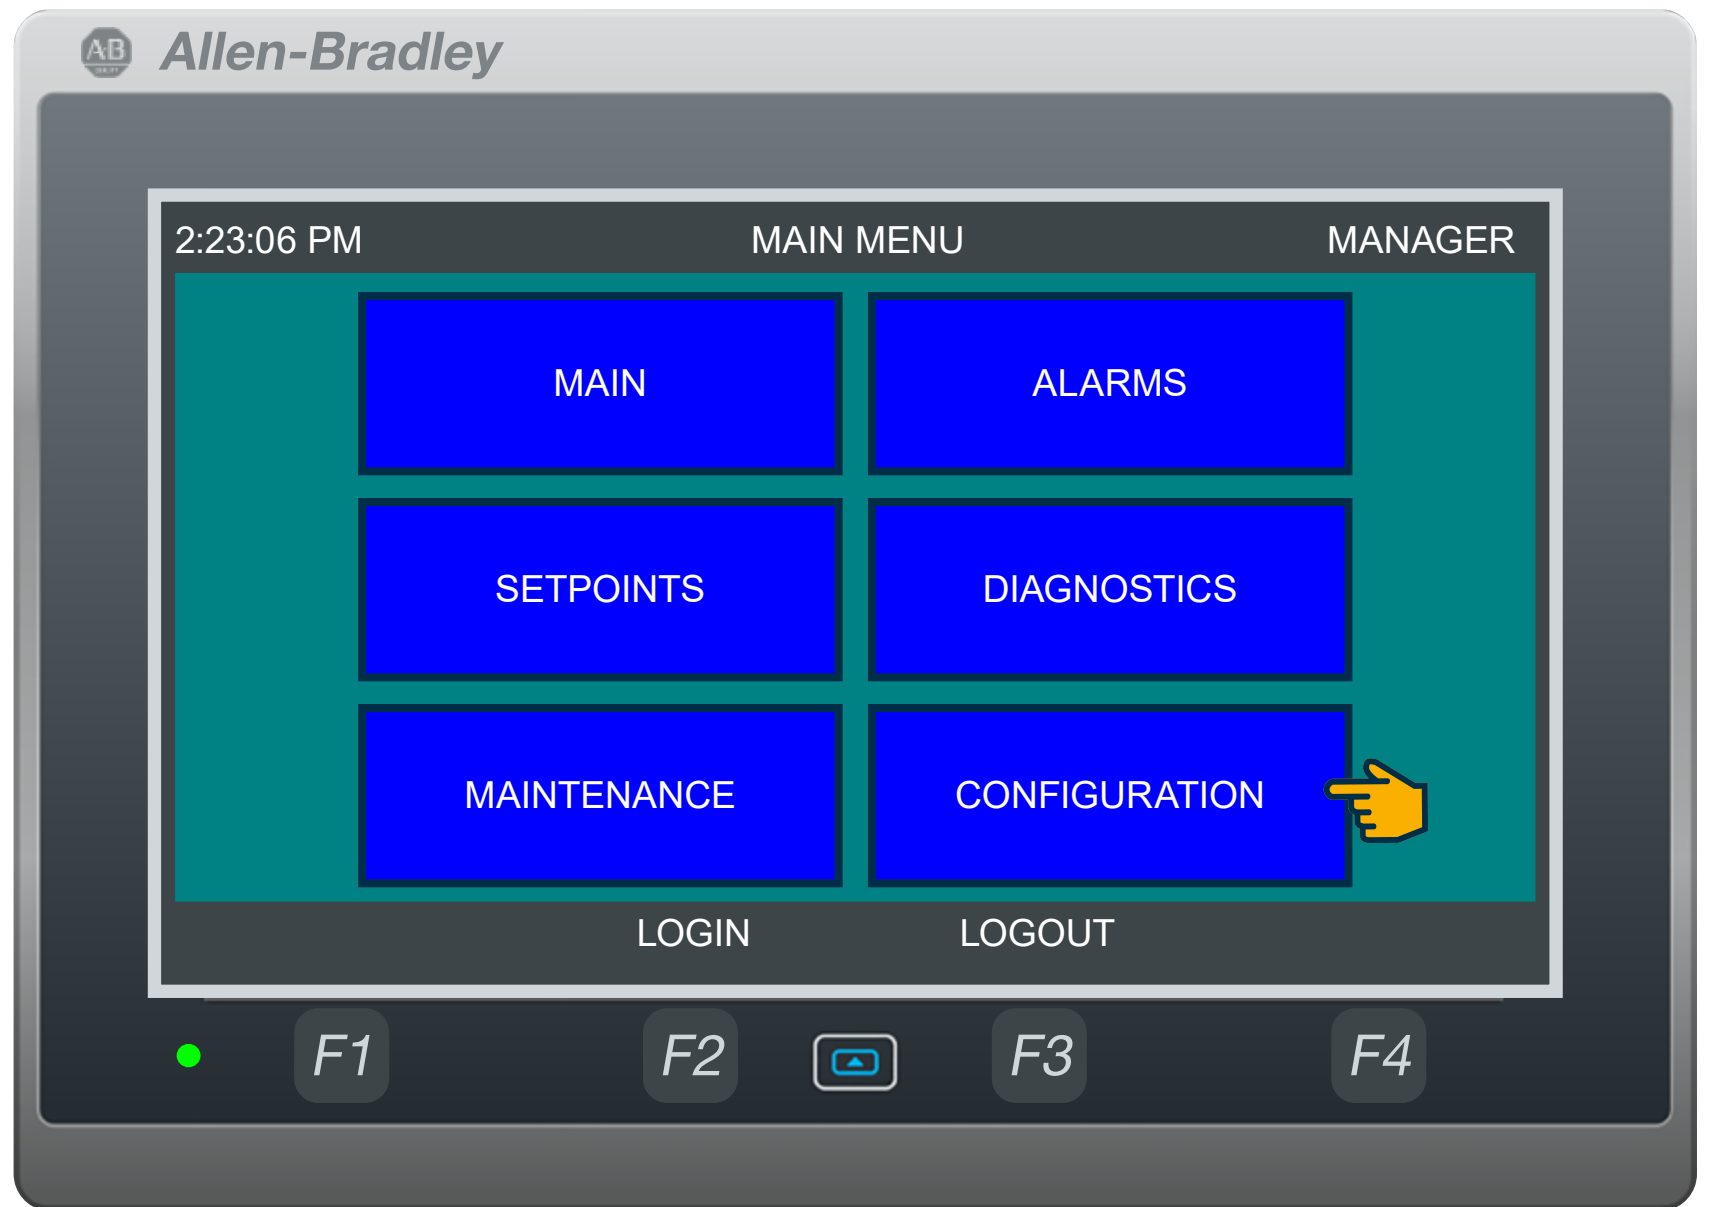 AB
Allen-Bradley
2:23:06 PM MAIN MENU MANAGER
MAIN ALARMS
SETPOINTS DIAGNOSTICS
MAINTENANCE CONFIGURATION
LOGIN LOGOUT
F1 F2 F3 F4